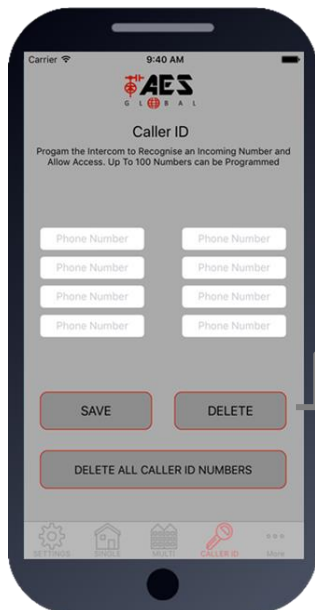 Carrier 9:40 AM
AES
GLOBAL
Caller ID
Progam the Intercom to Recognise an Incoming Number and
Allow Access. Up To 100 Numbers can be Programmed
Phone Number Phone Number
Phone Number Phone Number
Phone Number Phone Number
Phone Number Phone Number
SAVE DELETE
DELETE ALL CALLER ID NUMBERS
SETTINGS SINGLE MULTI CALLER ID More